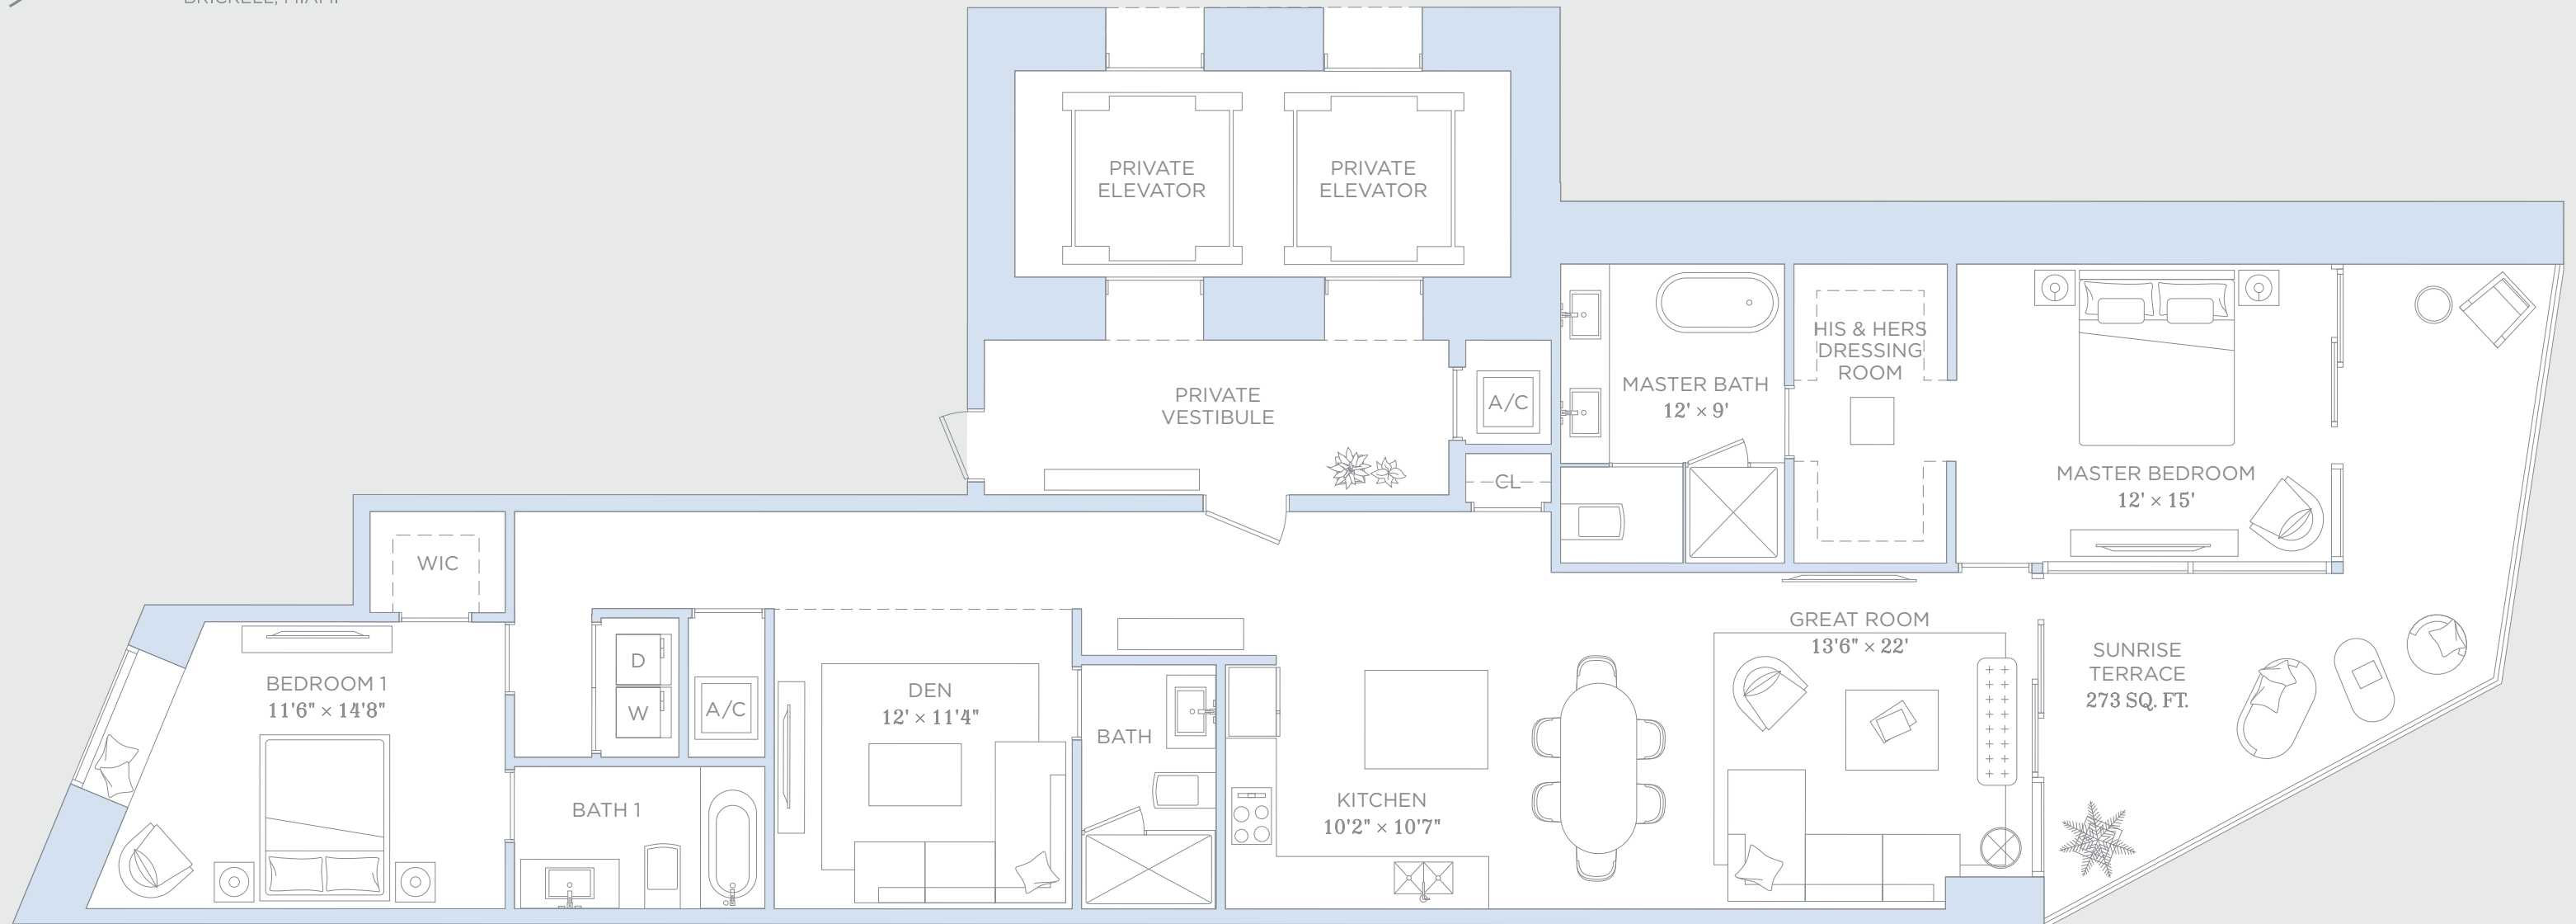 BRICKELL, MIAMI
PRIVATE
ELEVATOR
PRIVATE
ELEVATOR
PRIVATE
VESTIBULE
A/C
CL
MASTER BATH
12' × 9'
HIS & HERS
DRESSING
ROOM
MASTER BEDROOM
12' × 15'
WIC
BEDROOM 1
11'6" × 14'8"
D
W
A/C
BATH 1
DEN
12' × 11'4"
BATH
KITCHEN
10'2" × 10'7"
GREAT ROOM
13'6" × 22'
SUNRISE
TERRACE
273 SQ. FT.